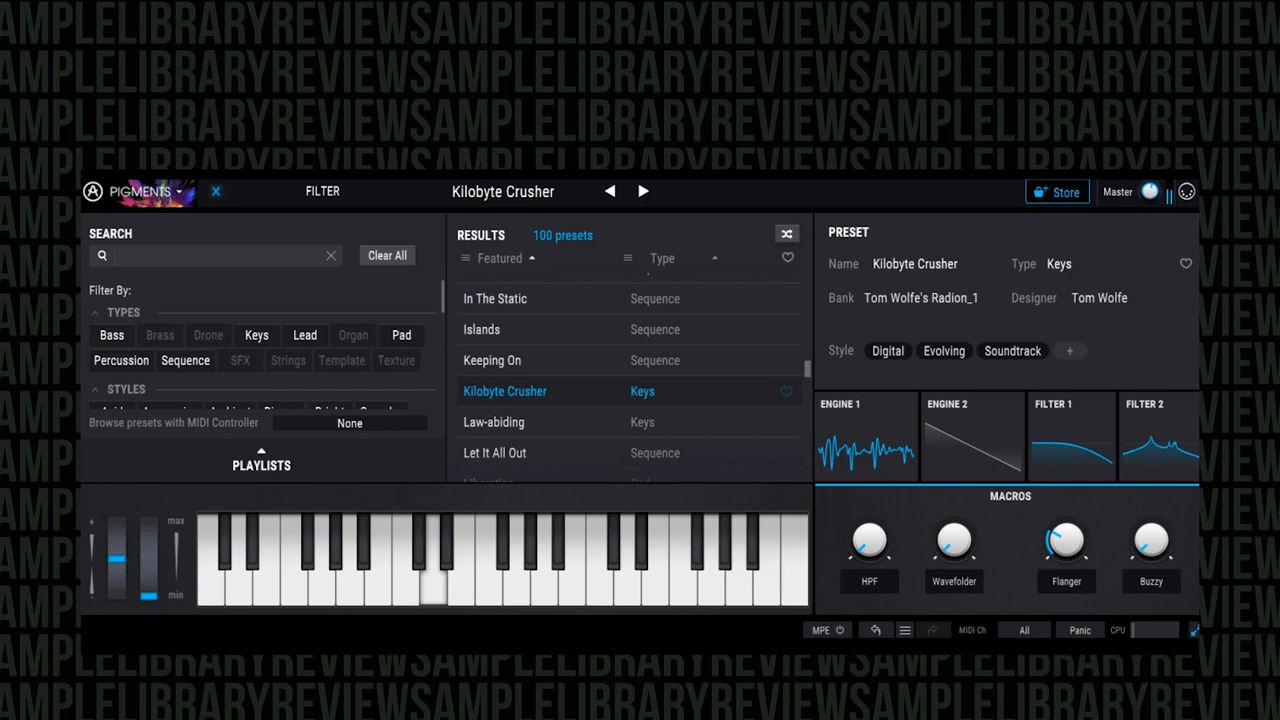 AMPLELIBRARYREVIEWSAMPLELIBRARYREVIEWSAMPLELIBRARYREVIEW
PIGMENTS
X
FILTER
Kilobyte Crusher
Store
Master
SEARCH
Clear All
Filter By:
TYPES
Bass Brass Drone Keys Lead Organ Pad
Percussion Sequence SFX Strings Template Texture
STYLES
Browse presets with MIDI Controller None
PLAYLISTS
RESULTS 100 presets
Featured Type
In The Static Sequence
Islands Sequence
Keeping On Sequence
Kilobyte Crusher Keys
Law-abiding Keys
Let It All Out Sequence
PRESET
Name Kilobyte Crusher Type Keys
Bank Tom Wolfe's Radion_1 Designer Tom Wolfe
Style Digital Evolving Soundtrack +
ENGINE 1 ENGINE 2 FILTER 1 FILTER 2
MACROS
HPF Wavefolder Flanger Buzzy
+ max
- min
MPE MIDI Ch All Panic CPU